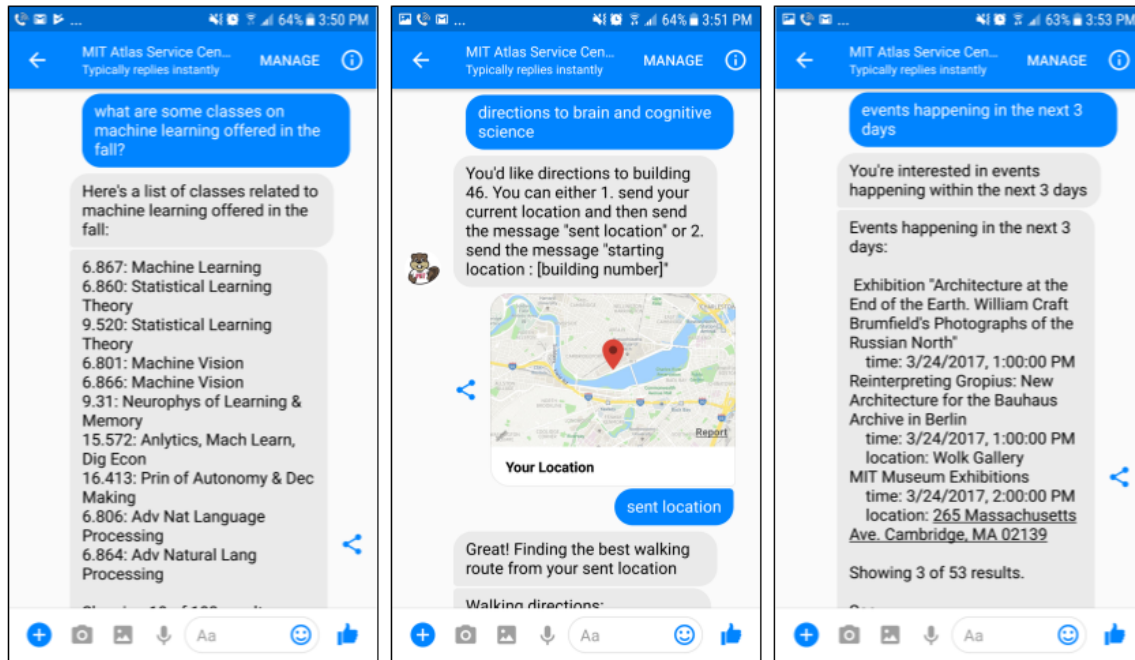 ... 64% 3:50 PM
MIT Atlas Service Cen...
Typically replies instantly
MANAGE
what are some classes on
machine learning offered in the
fall?
Here's a list of classes related to
machine learning offered in the
fall:
6.867: Machine Learning
6.860: Statistical Learning
Theory
9.520: Statistical Learning
Theory
6.801: Machine Vision
6.866: Machine Vision
9.31: Neurophys of Learning &
Memory
15.572: Anlytics, Mach Learn,
Dig Econ
16.413: Prin of Autonomy & Dec
Making
6.806: Adv Nat Language
Processing
6.864: Adv Natural Lang
Processing
Aa
... 64% 3:51 PM
MIT Atlas Service Cen...
Typically replies instantly
MANAGE
directions to brain and cognitive
science
You'd like directions to building
46. You can either 1. send your
current location and then send
the message "sent location" or 2.
send the message "starting
location : [building number]"
Report
Your Location
sent location
Great! Finding the best walking
route from your sent location
Walking directions:
Aa
... 63% 3:53 PM
MIT Atlas Service Cen...
Typically replies instantly
MANAGE
events happening in the next 3
days
You're interested in events
happening within the next 3 days
Events happening in the next 3
days:
Exhibition "Architecture at the
End of the Earth. William Craft
Brumfield's Photographs of the
Russian North"
time: 3/24/2017, 1:00:00 PM
Reinterpreting Gropius: New
Architecture for the Bauhaus
Archive in Berlin
time: 3/24/2017, 1:00:00 PM
location: Wolk Gallery
MIT Museum Exhibitions
time: 3/24/2017, 2:00:00 PM
location: 265 Massachusetts
Ave. Cambridge, MA 02139
Showing 3 of 53 results.
Aa